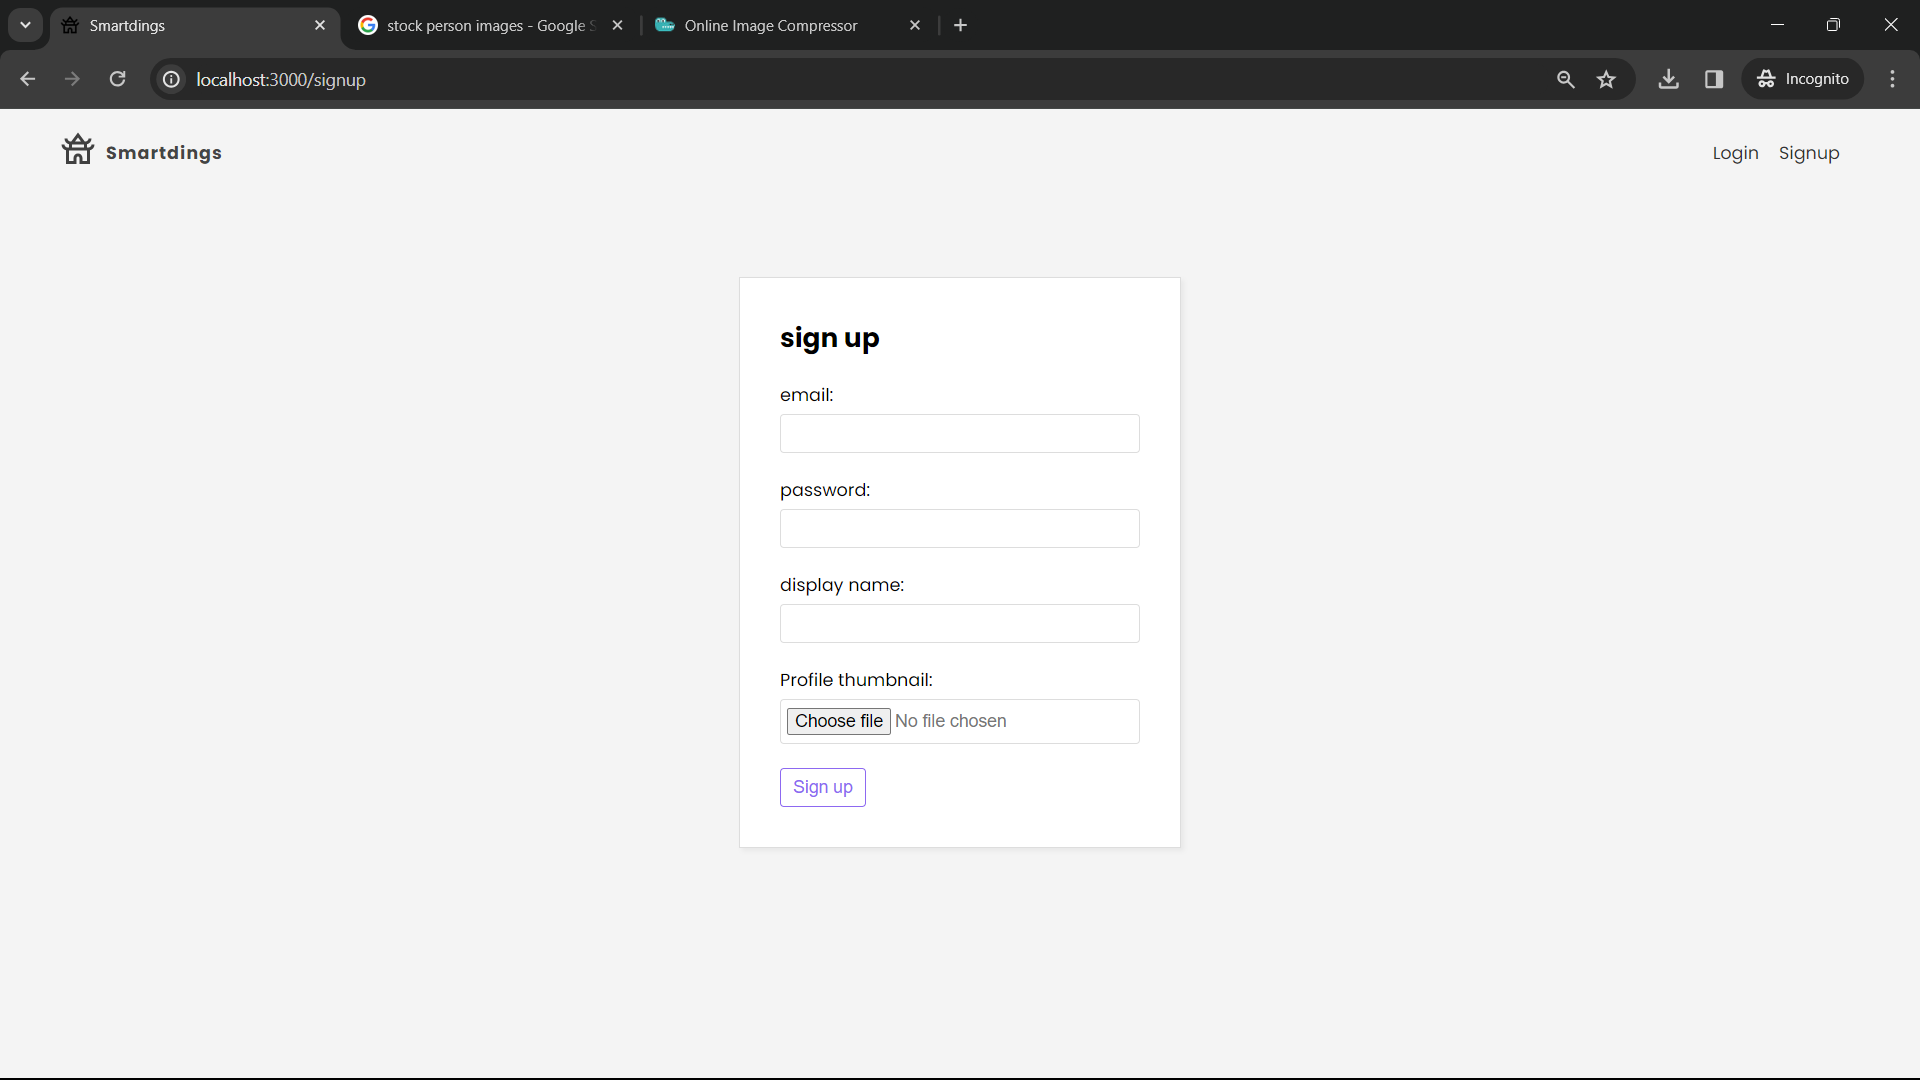 Smartdings
stock person images - Google S
Online Image Compressor
localhost:3000/signup
Incognito
Smartdings
Login
Signup
sign up
email:
password:
display name:
Profile thumbnail:
Choose file No file chosen
Sign up